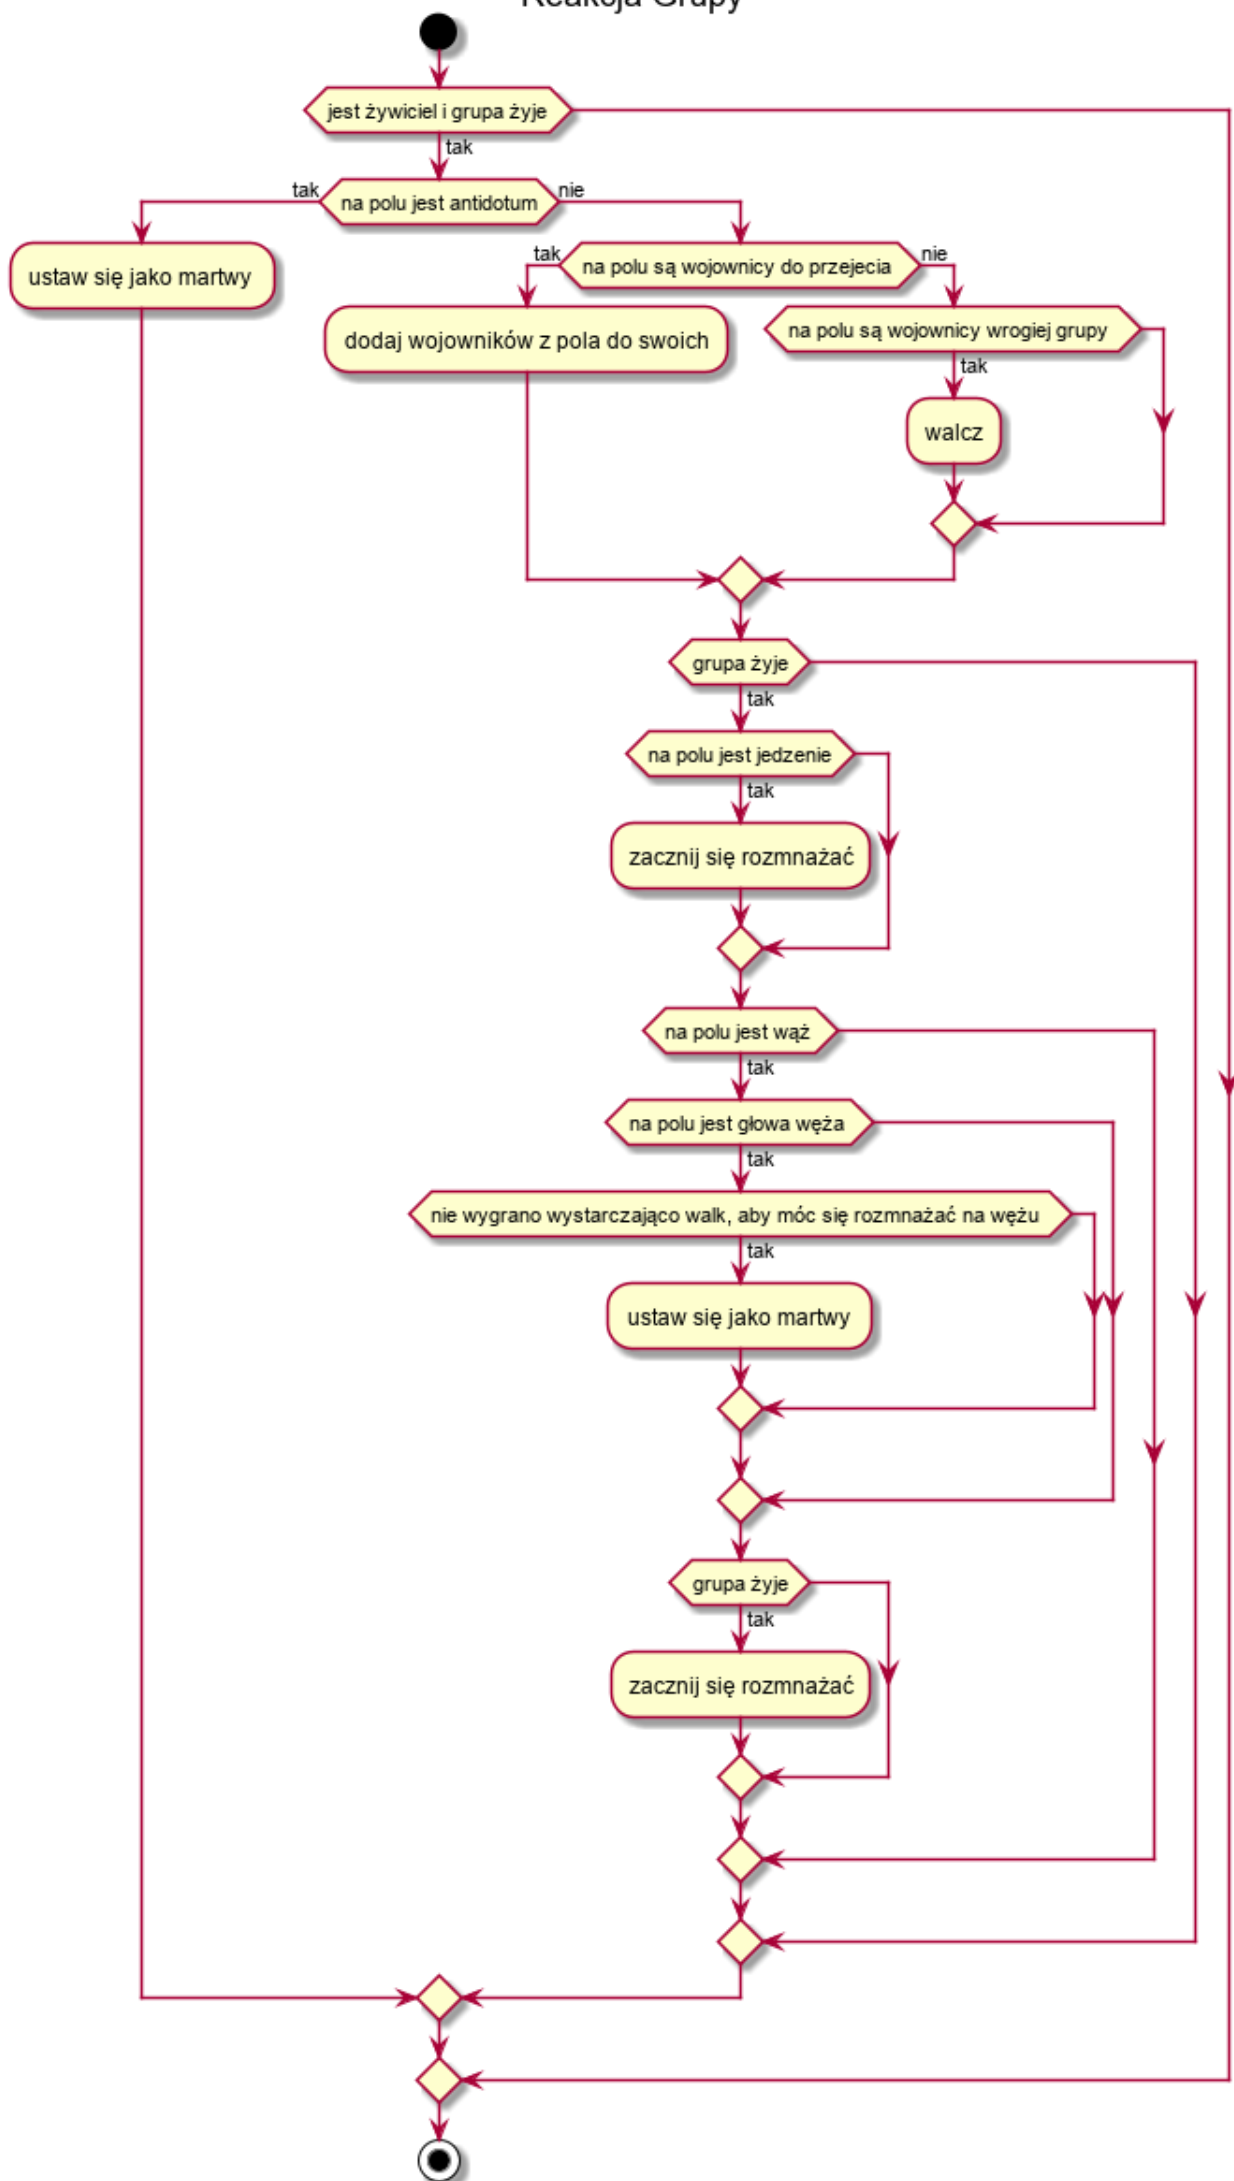 Reakcja Grupy
jest żywiciel i grupa żyje
tak
tak
na polu jest antidotum
nie
ustaw się jako martwy
tak
na polu są wojownicy do przejecia
nie
dodaj wojowników z pola do swoich
na polu są wojownicy wrogiej grupy
tak
walcz
grupa żyje
tak
na polu jest jedzenie
tak
zacznij się rozmnażać
na polu jest wąż
tak
na polu jest głowa węża
tak
nie wygrano wystarczająco walk, aby móc się rozmnażać na wężu
tak
ustaw się jako martwy
grupa żyje
tak
zacznij się rozmnażać